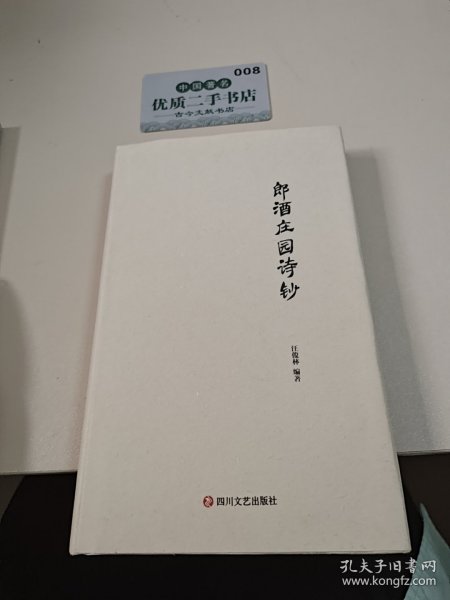 008
中国著名
优质二手书店
古今文献书店
郎酒庄园诗钞
汪俊林 编著
四川文艺出版社
孔夫子旧书网
www.kongfz.com